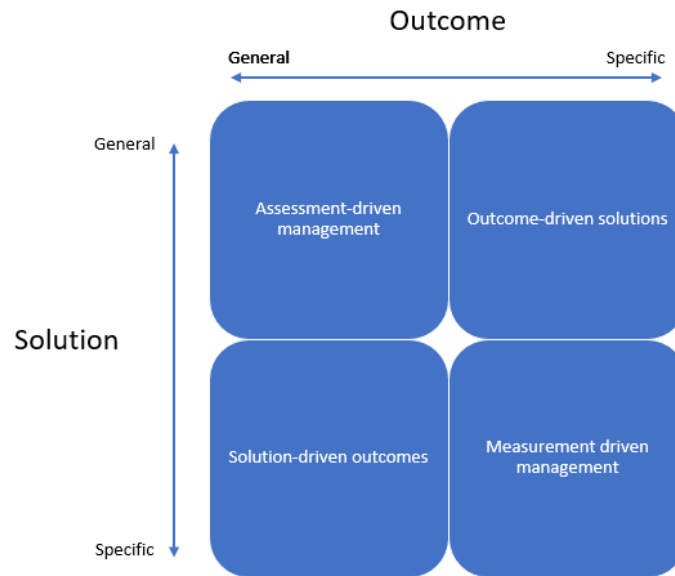 Outcome
General
Specific
General
Assessment-driven
management
Outcome-driven solutions
Solution
Solution-driven outcomes
Measurement driven
management
Specific